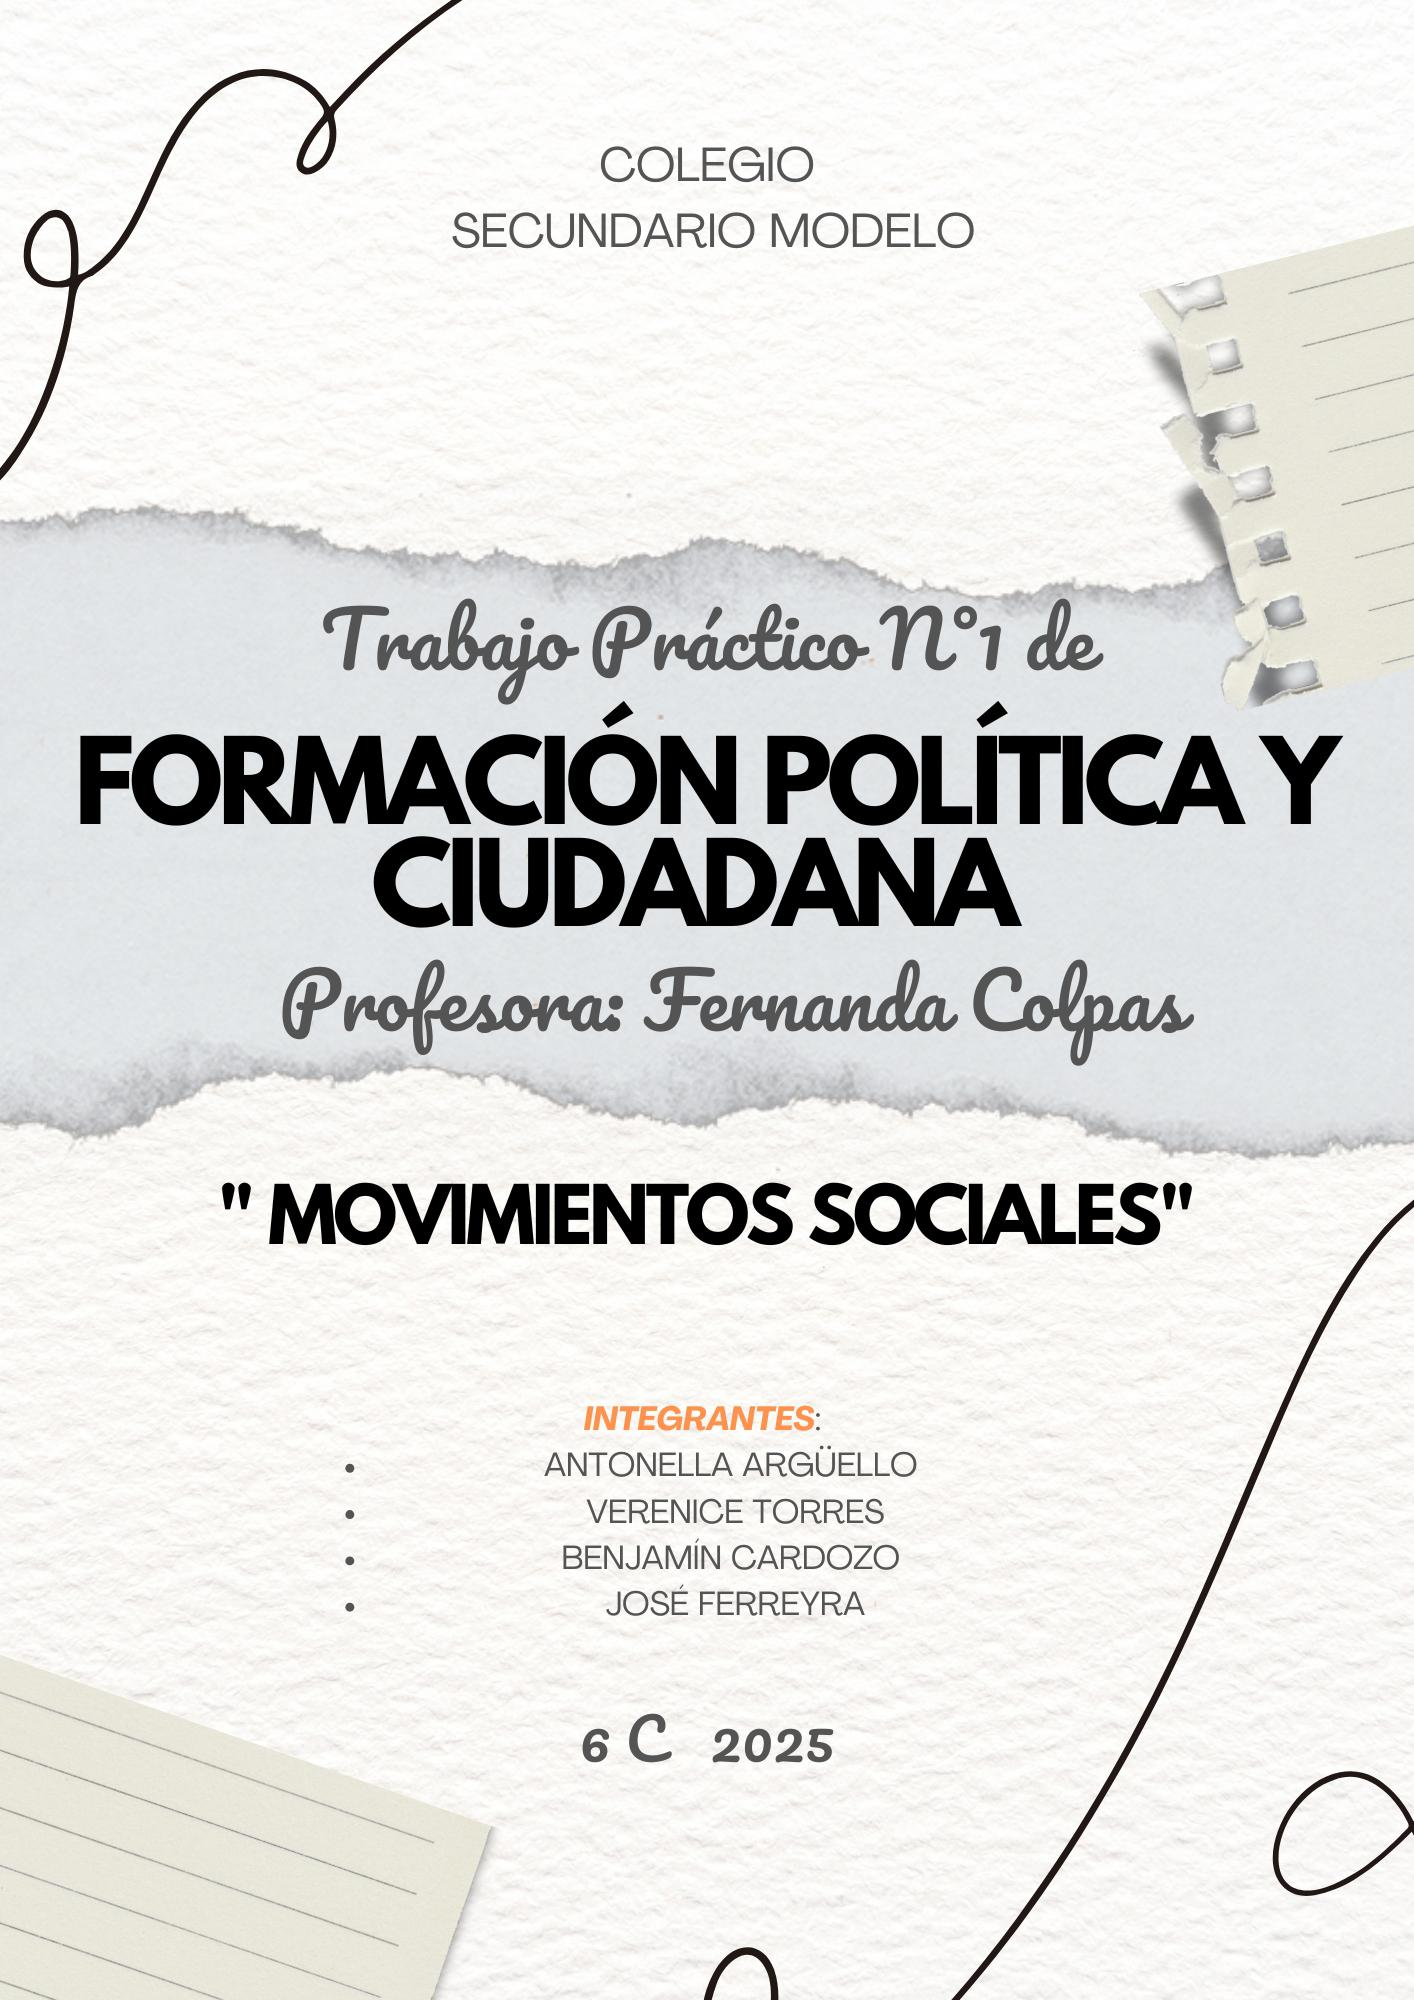 COLEGIO
SECUNDARIO MODELO
Trabajo Práctico N°1 de
FORMACIÓN POLÍTICA Y
CIUDADANA
Profesora: Fernanda Colpas
" MOVIMIENTOS SOCIALES"
INTEGRANTES:
• ANTONELLA ARGÜELLO
• VERENICE TORRES
• BENJAMÍN CARDOZO
• JOSÉ FERREYRA
6 C 2025